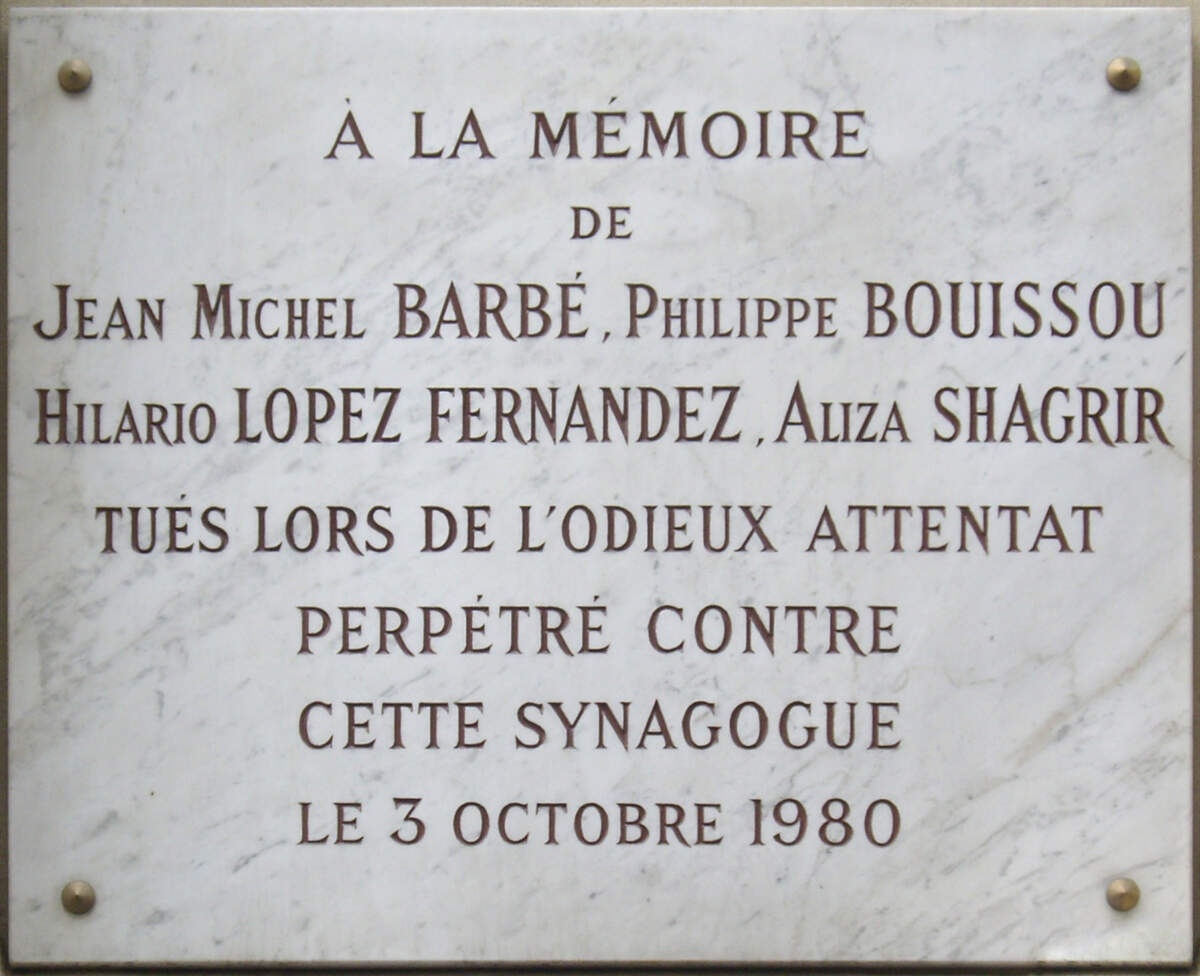 À LA MÉMOIRE
DE
JEAN MICHEL BARBÉ, PHILIPPE BOUISSOU
HILARIO LOPEZ FERNANDEZ, ALIZA SHAGRIR
TUÉS LORS DE L'ODIEUX ATTENTAT
PERPÉTRÉ CONTRE
CETTE SYNAGOGUE
LE 3 OCTOBRE 1980